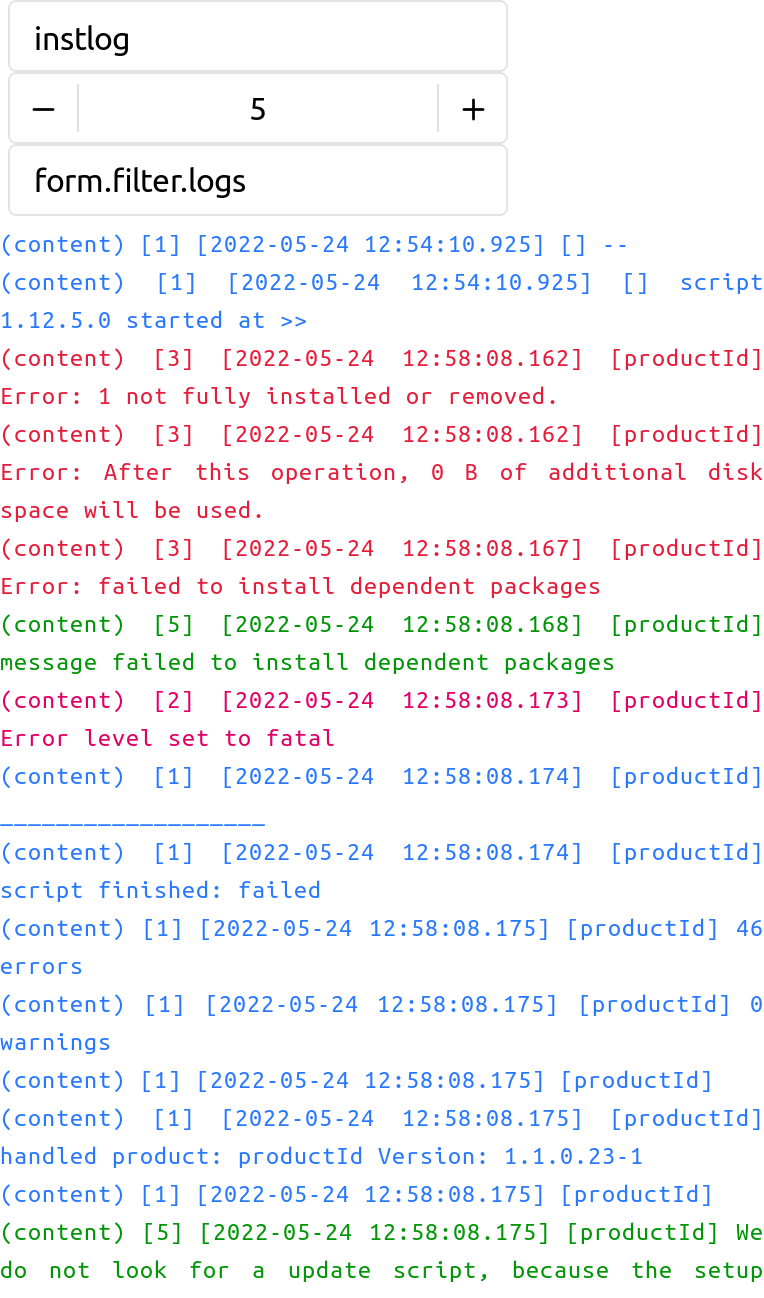 instlog
− 5 +
form.filter.logs
(content) [1] [2022-05-24 12:54:10.925] [] --
(content) [1] [2022-05-24 12:54:10.925] [] script
1.12.5.0 started at >>
(content) [3] [2022-05-24 12:58:08.162] [productId]
Error: 1 not fully installed or removed.
(content) [3] [2022-05-24 12:58:08.162] [productId]
Error: After this operation, 0 B of additional disk
space will be used.
(content) [3] [2022-05-24 12:58:08.167] [productId]
Error: failed to install dependent packages
(content) [5] [2022-05-24 12:58:08.168] [productId]
message failed to install dependent packages
(content) [2] [2022-05-24 12:58:08.173] [productId]
Error level set to fatal
(content) [1] [2022-05-24 12:58:08.174] [productId]
___________________
(content) [1] [2022-05-24 12:58:08.174] [productId]
script finished: failed
(content) [1] [2022-05-24 12:58:08.175] [productId] 46
errors
(content) [1] [2022-05-24 12:58:08.175] [productId] 0
warnings
(content) [1] [2022-05-24 12:58:08.175] [productId]
(content) [1] [2022-05-24 12:58:08.175] [productId]
handled product: productId Version: 1.1.0.23-1
(content) [1] [2022-05-24 12:58:08.175] [productId]
(content) [5] [2022-05-24 12:58:08.175] [productId] We
do not look for a update script, because the setup